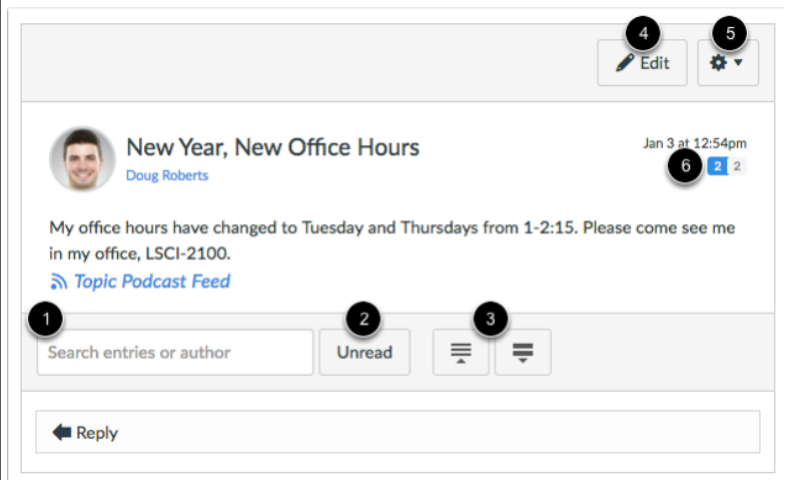 4 5
Edit
New Year, New Office Hours
Jan 3 at 12:54pm
Doug Roberts
6 2 2
My office hours have changed to Tuesday and Thursdays from 1-2:15. Please come see me
in my office, LSCI-2100.
Topic Podcast Feed
1 2 3
Search entries or author Unread
Reply